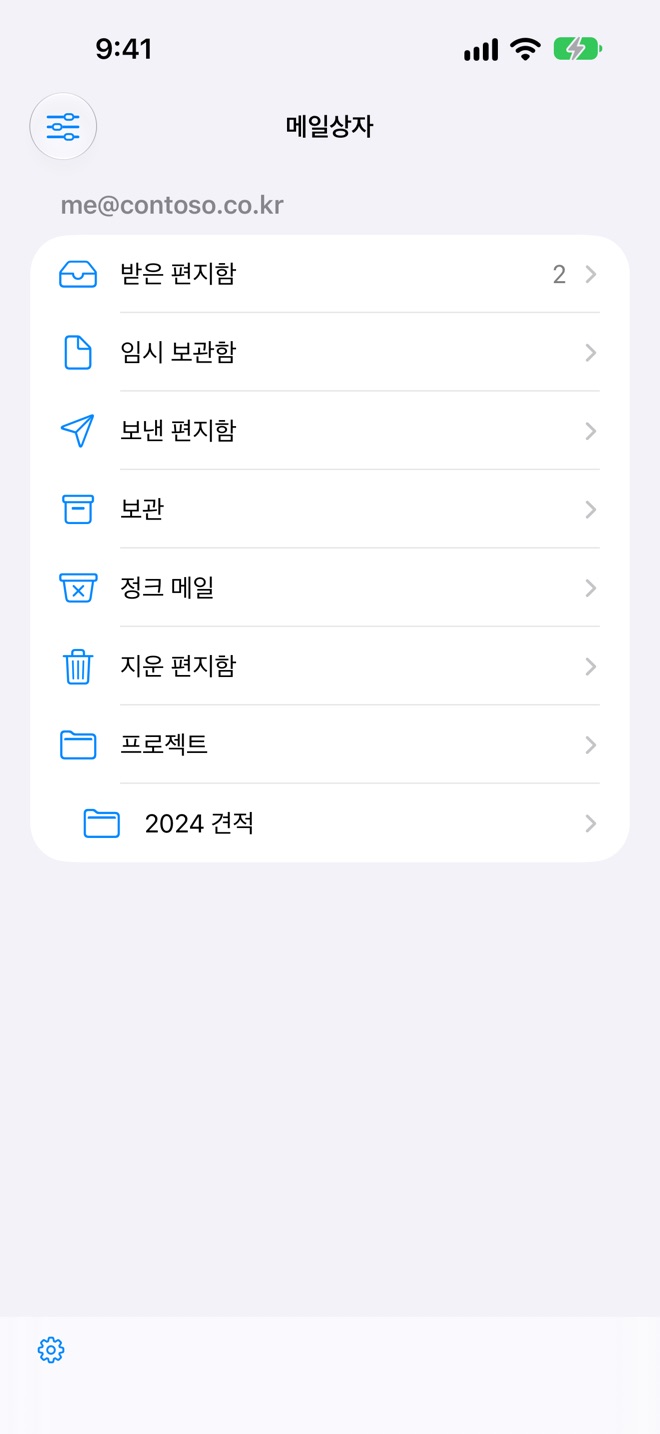 9:41
메일상자
me@contoso.co.kr
받은 편지함 2
임시 보관함
보낸 편지함
보관
정크 메일
지운 편지함
프로젝트
2024 견적